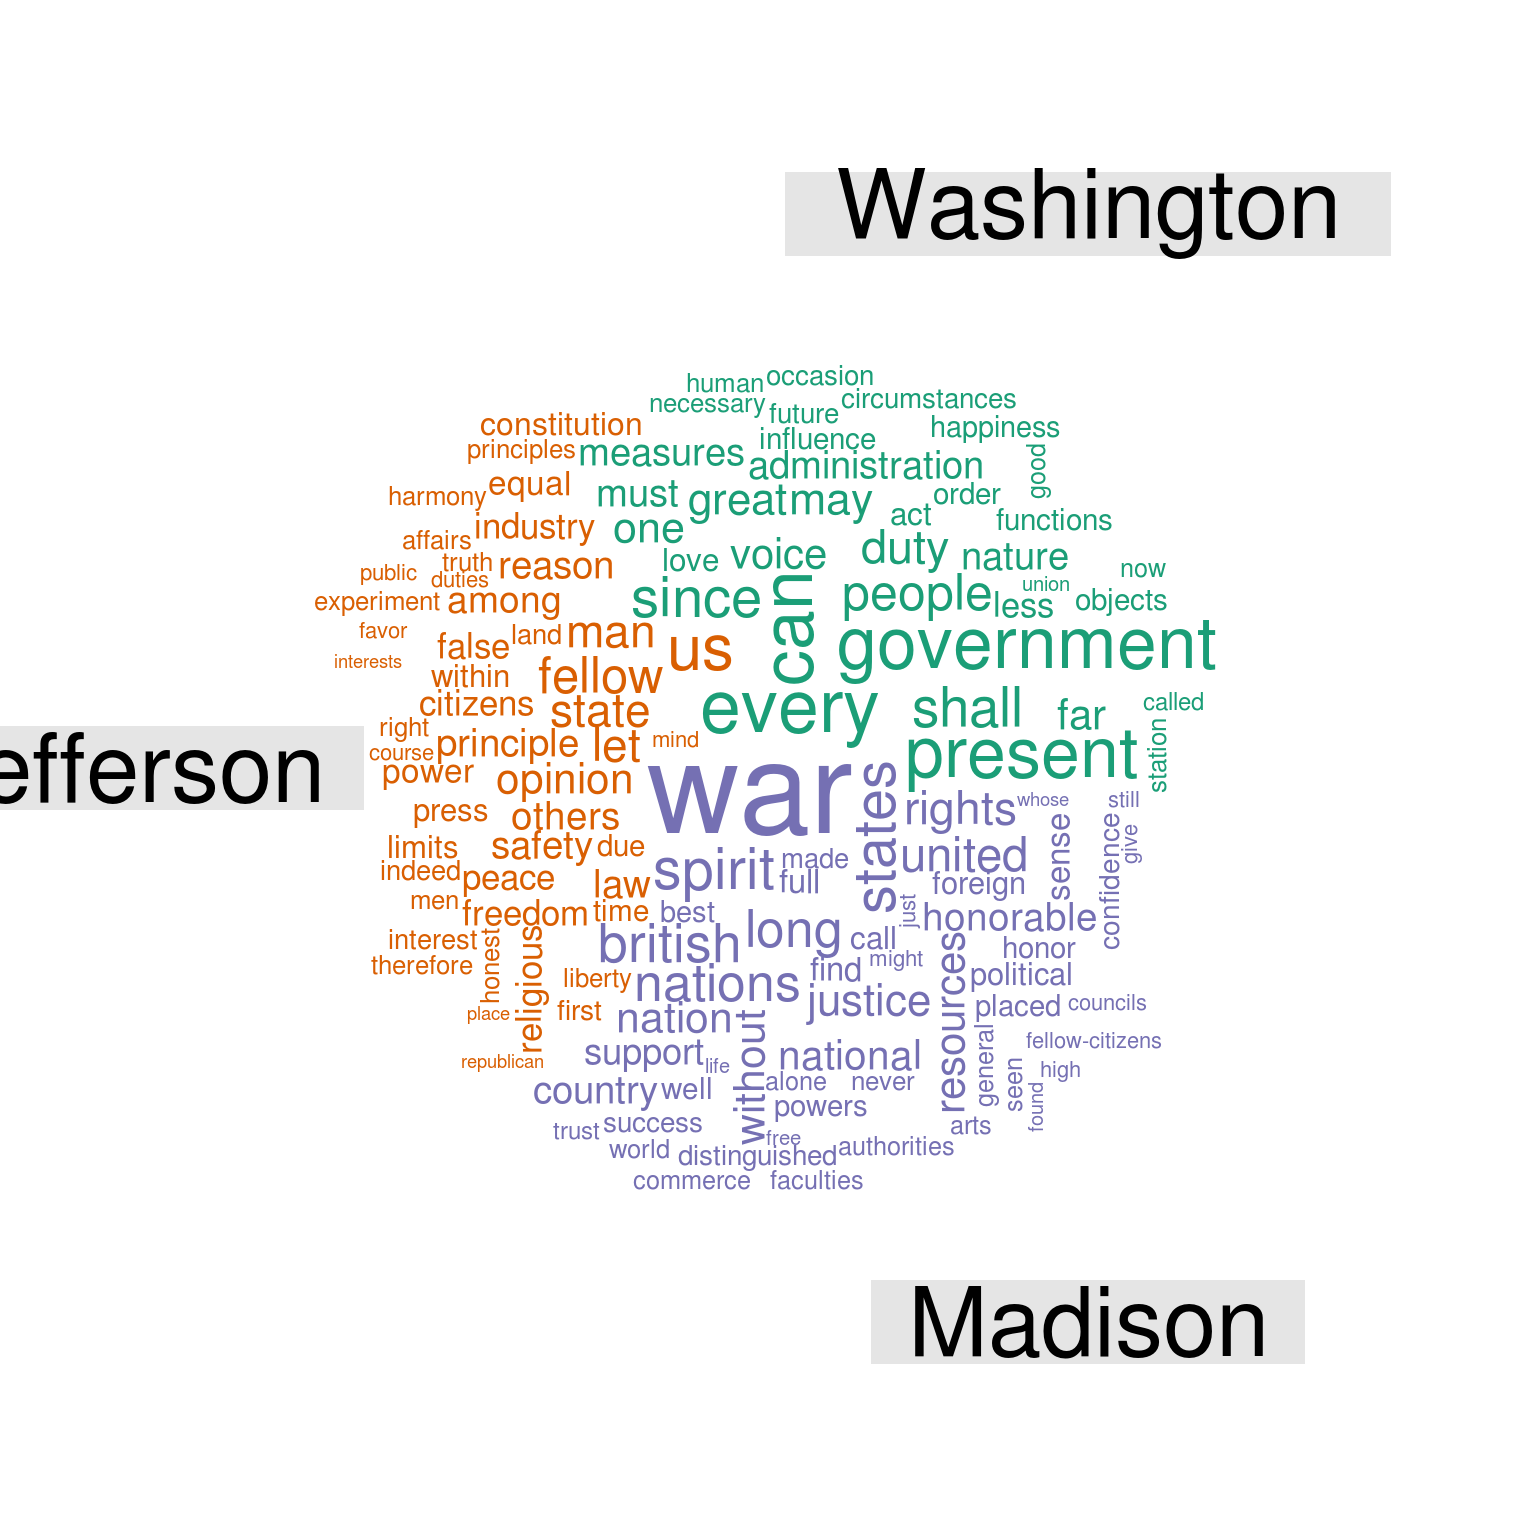 Washington
human occasion
necessary future circumstances
constitution influence happiness
principles measures administration good
harmony equal must great may order
affairs industry one act functions
truth reason love voice duty nature now
public duties since can people union
experiment among less objects
favor false land man us government
interests within fellow
citizens state every shall far called
right principle let mind present station
course
efferson
power opinion war states rights whose still
press others united sense confidence give
limits safety due spirit made
indeed peace law full foreign
men freedom time best long just honorable
interest honest religious british call honor
therefore liberty nations find might resources political
place first nation justice placed councils
republican support life without national general fellow-citizens
country well alone never seen high
trust success powers found
world distinguished free authorities arts
commerce faculties
Madison